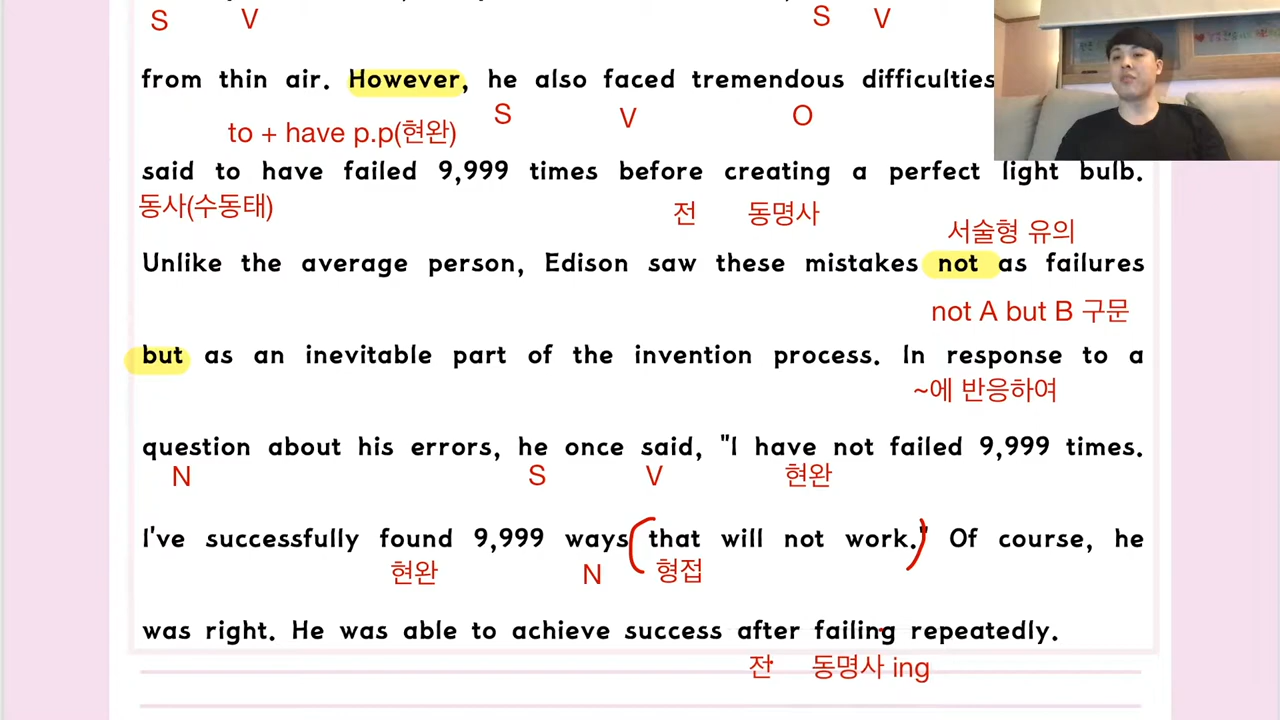 S V S V
from thin air. However, he also faced tremendous difficulties
to + have p.p(현완) S V O
said to have failed 9,999 times before creating a perfect light bulb.
동사(수동태) 전 동명사 서술형 유의
Unlike the average person, Edison saw these mistakes not as failures
not A but B 구문
but as an inevitable part of the invention process. In response to a
~에 반응하여
question about his errors, he once said, "I have not failed 9,999 times.
N S V 현완
I've successfully found 9,999 ways (that will not work.") Of course, he
현완 N 형접
was right. He was able to achieve success after failing repeatedly.
전 동명사 ing